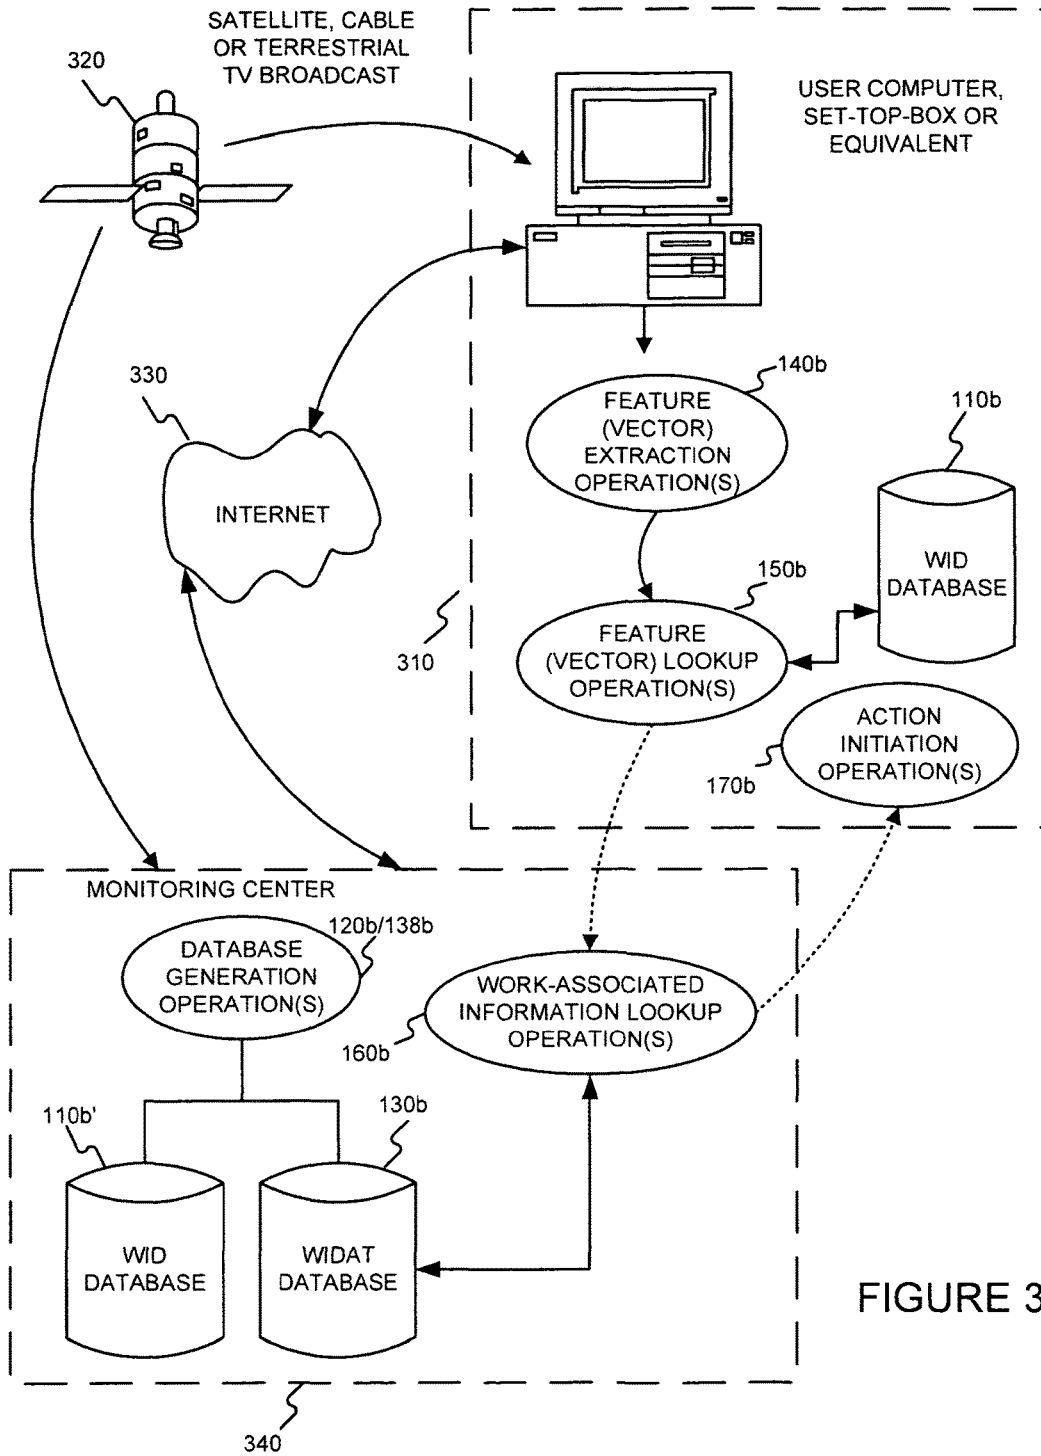 SATELLITE, CABLE
OR TERRESTRIAL
TV BROADCAST
320
USER COMPUTER,
SET-TOP-BOX OR
EQUIVALENT
140b
FEATURE
(VECTOR)
EXTRACTION
OPERATION(S)
330
INTERNET
110b
WID
DATABASE
150b
FEATURE
(VECTOR) LOOKUP
OPERATION(S)
310
ACTION
INITIATION
OPERATION(S)
170b
MONITORING CENTER
120b/138b
DATABASE
GENERATION
OPERATION(S)
WORK-ASSOCIATED
INFORMATION LOOKUP
OPERATION(S)
160b
110b'
130b
WID
DATABASE
WIDAT
DATABASE
FIGURE 3
340